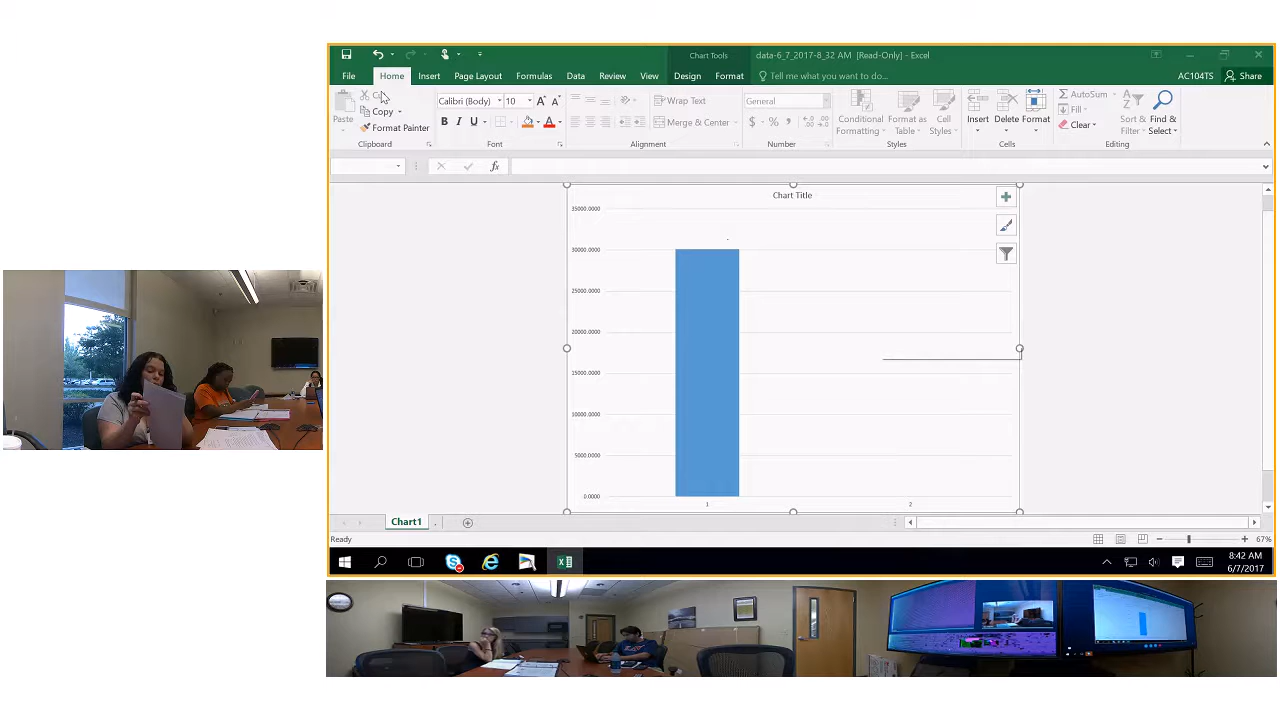 Chart Tools
data-6_7_2017-8_32 AM [Read-Only] - Excel
File Home Insert Page Layout Formulas Data Review View Design Format Tell me what you want to do... AC104TS Share
Paste
Copy
Format Painter
Clipboard
Calibri (Body) 10 A A
B I U A
Font
Wrap Text
Merge & Center
Alignment
General
$ % ,
Number
Conditional Formatting
Format as Table
Cell Styles
Styles
Insert Delete Format
Cells
AutoSum
Fill
Clear
Sort & Filter
Find & Select
Editing
fx
Chart Title
35000.0000
30000.0000
25000.0000
20000.0000
15000.0000
10000.0000
5000.0000
0.0000
1 2
Chart1
Ready
67%
8:42 AM
6/7/2017